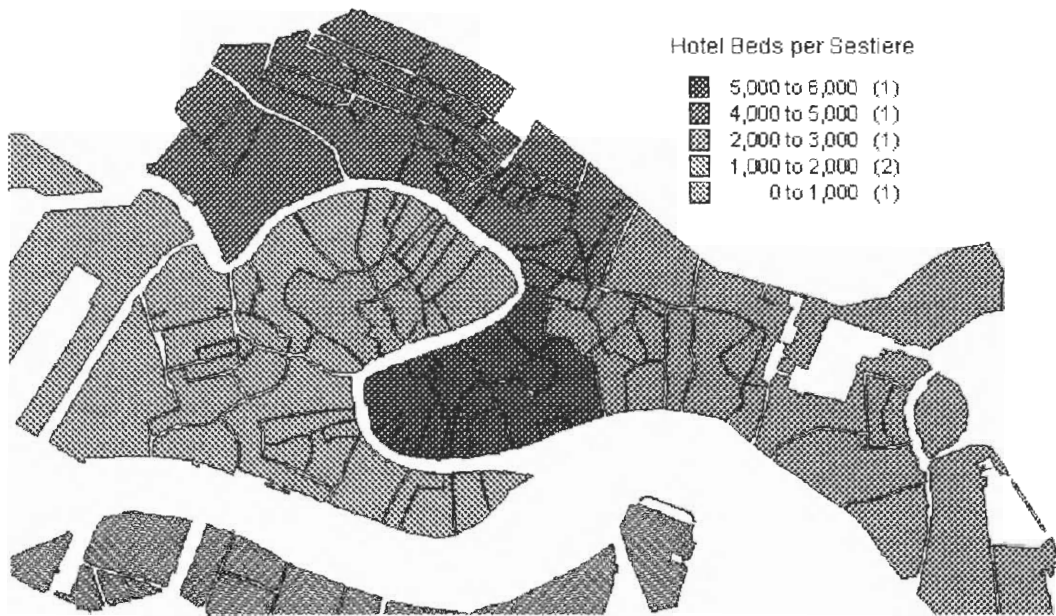 Hotel Beds per Sestiere
5,000 to 6,000 (1)
4,000 to 5,000 (1)
2,000 to 3,000 (1)
1,000 to 2,000 (2)
0 to 1,000 (1)